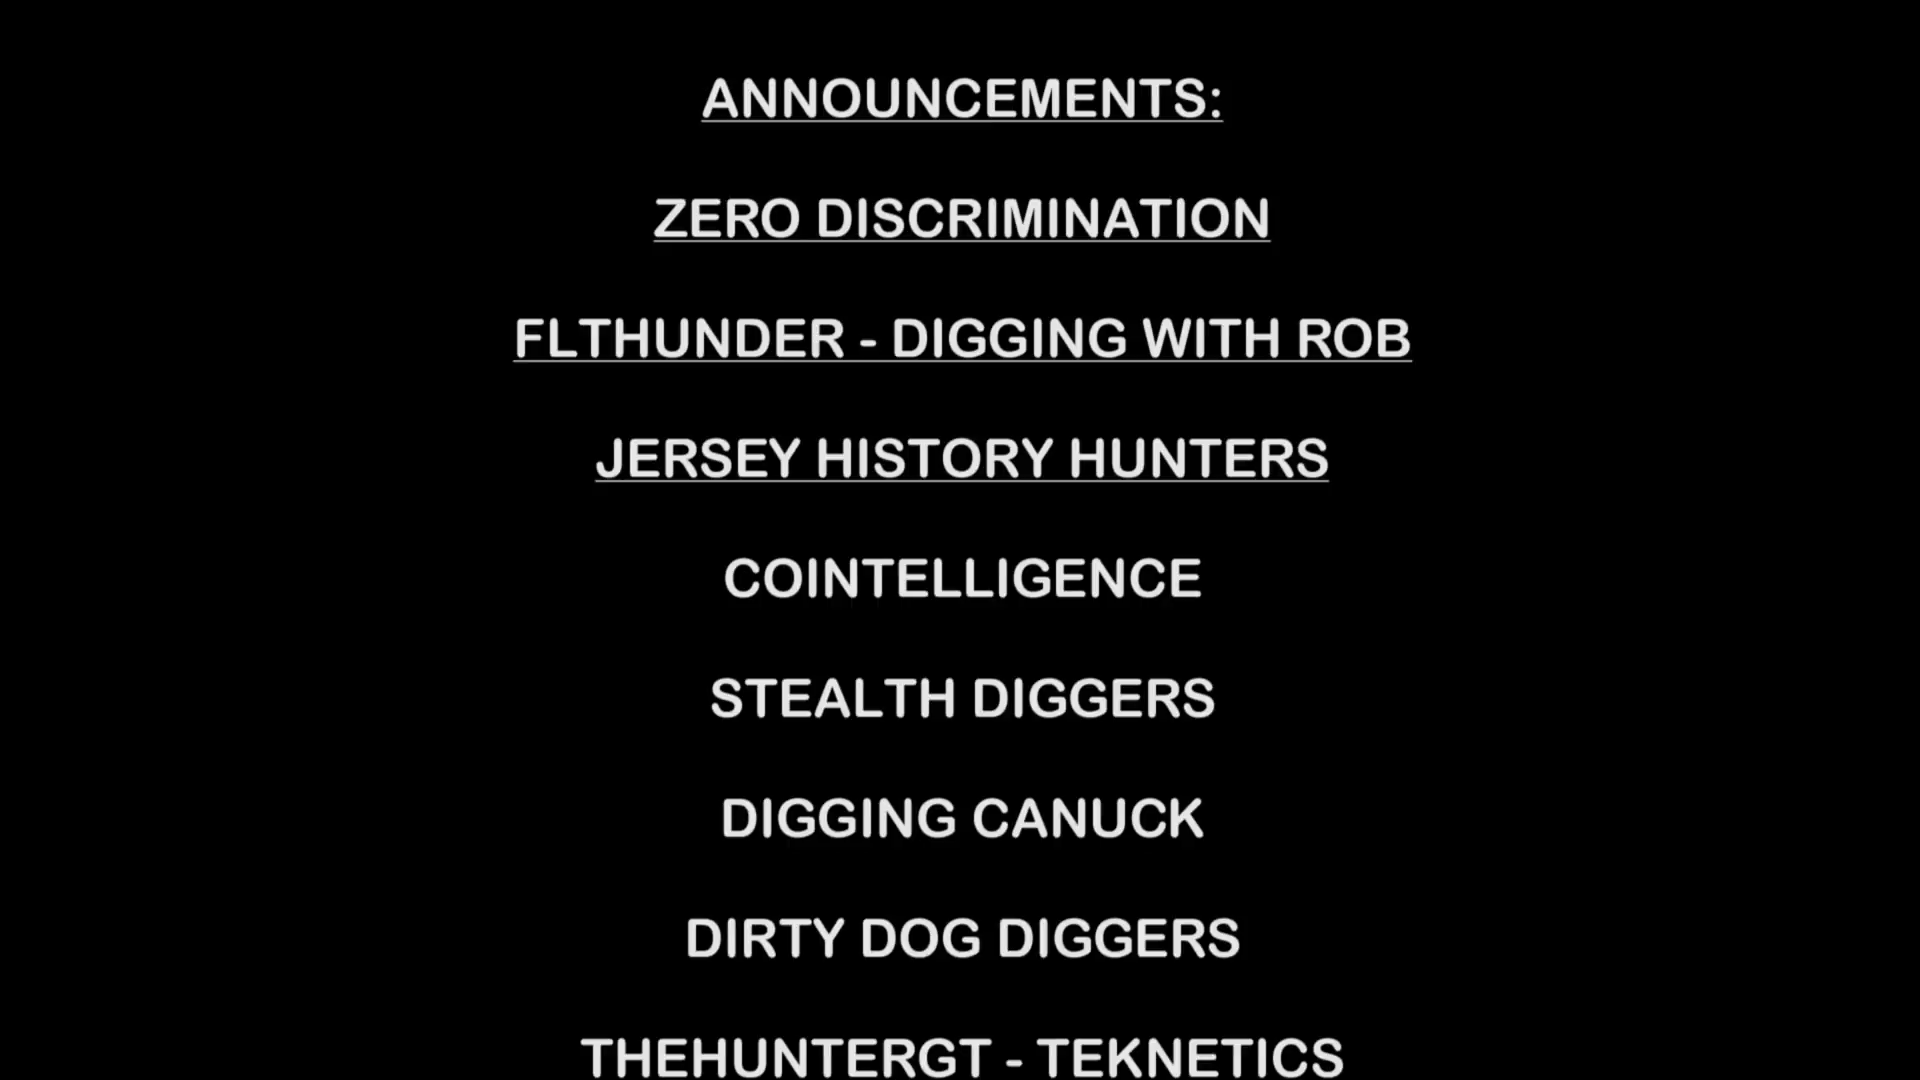 ANNOUNCEMENTS:
ZERO DISCRIMINATION
FLTHUNDER - DIGGING WITH ROB
JERSEY HISTORY HUNTERS
COINTELLIGENCE
STEALTH DIGGERS
DIGGING CANUCK
DIRTY DOG DIGGERS
THEHUNTERGT - TEKNETICS